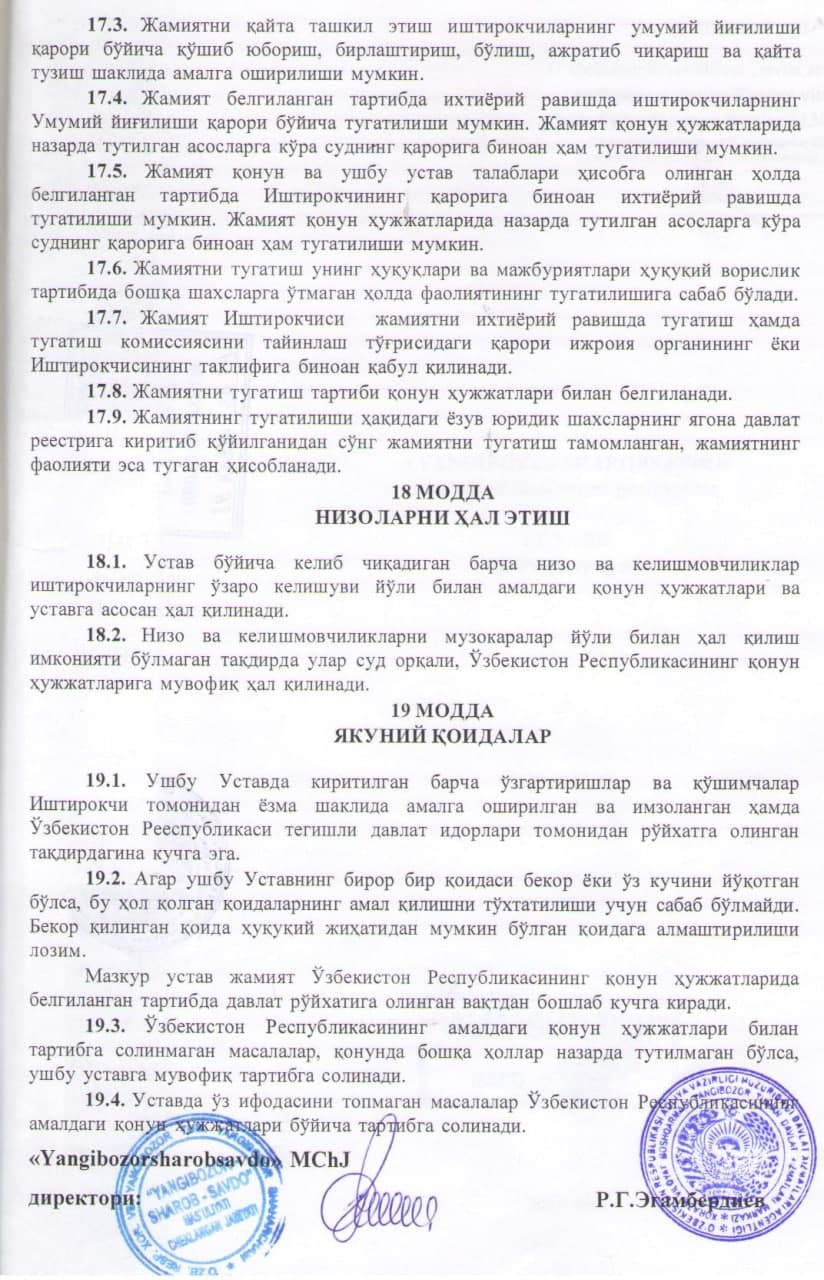 17.3. Жамиятни қайта ташкил этиш иштирокчиларнинг умумий йиғилиши
қарори бўйича қўшиб юбориш, бирлаштириш, бўлиш, ажратиб чиқариш ва қайта
тузиш шаклида амалга оширилиши мумкин.
17.4. Жамият белгиланган тартибда ихтиёрий равишда иштирокчиларнинг
Умумий йиғилиши қарори бўйича тугатилиши мумкин. Жамият қонун ҳужжатларида
назарда тутилган асосларга кўра суднинг қарорига биноан ҳам тугатилиши мумкин.
17.5. Жамият қонун ва ушбу устав талаблари ҳисобга олинган ҳолда
белгиланган тартибда Иштирокчининг қарорига биноан ихтиёрий равишда
тугатилиши мумкин. Жамият қонун ҳужжатларида назарда тутилган асосларга кўра
суднинг қарорига биноан ҳам тугатилиши мумкин.
17.6. Жамиятни тугатиш унинг ҳуқуқлари ва мажбуриятлари ҳуқуқий ворислик
тартибида бошқа шахсларга ўтмаган ҳолда фаолиятининг тугатилишига сабаб бўлади.
17.7. Жамият Иштирокчиси жамиятни ихтиёрий равишда тугатиш ҳамда
тугатиш комиссиясини тайинлаш тўғрисидаги қарори ижроия органининг ёки
Иштирокчисининг таклифига биноан қабул қилинади.
17.8. Жамиятни тугатиш тартиби қонун ҳужжатлари билан белгиланади.
17.9. Жамиятнинг тугатилиши ҳақидаги ёзув юридик шахсларнинг ягона давлат
реестрига киритиб қўйилганидан сўнг жамиятни тугатиш тамомланган, жамиятнинг
фаолияти эса тугаган ҳисобланади.
18 МОДДА
НИЗОЛАРНИ ҲАЛ ЭТИШ
18.1. Устав бўйича келиб чиқадиган барча низо ва келишмовчиликлар
иштирокчиларнинг ўзаро келишуви йўли билан амалдаги қонун ҳужжатлари ва
уставга асосан ҳал қилинади.
18.2. Низо ва келишмовчиликларни музокаралар йўли билан ҳал қилиш
имконияти бўлмаган тақдирда улар суд орқали, Ўзбекистон Республикасининг қонун
ҳужжатларига мувофиқ ҳал қилинади.
19 МОДДА
ЯКУНИЙ ҚОИДАЛАР
19.1. Ушбу Уставда киритилган барча ўзгартиришлар ва қўшимчалар
Иштирокчи томонидан ёзма шаклида амалга оширилган ва имзоланган ҳамда
Ўзбекистон Рееспубликаси тегишли давлат идорлари томонидан рўйхатга олинган
тақдирдагина кучга эга.
19.2. Агар ушбу Уставнинг бирор бир қоидаси бекор ёки ўз кучини йўқотган
бўлса, бу ҳол қолган қоидаларнинг амал қилишни тўхтатилиши учун сабаб бўлмайди.
Бекор қилинган қоида ҳуқуқий жиҳатидан мумкин бўлган қоидага алмаштирилиши
лозим.
Мазкур устав жамият Ўзбекистон Республикасининг қонун ҳужжатларида
белгиланган тартибда давлат рўйхатига олинган вақтдан бошлаб кучга киради.
19.3. Ўзбекистон Республикасининг амалдаги қонун ҳужжатлари билан
тартибга солинмаган масалалар, қонунда бошқа ҳоллар назарда тутилмаган бўлса,
ушбу уставга мувофиқ тартибга солинади.
19.4. Уставда ўз ифодасини топмаган масалалар Ўзбекистон Республикасининг
амалдаги қонун ҳужжатлари бўйича тартибга солинади.
«Yangibozorsharobsavdo» MChJ
директори: Р.Г.Эгамбердиев
"YANGIBOZOR
SHAROB - SAVDO"
MAS'ULIYATI
CHEKLANGAN JAMIYATI